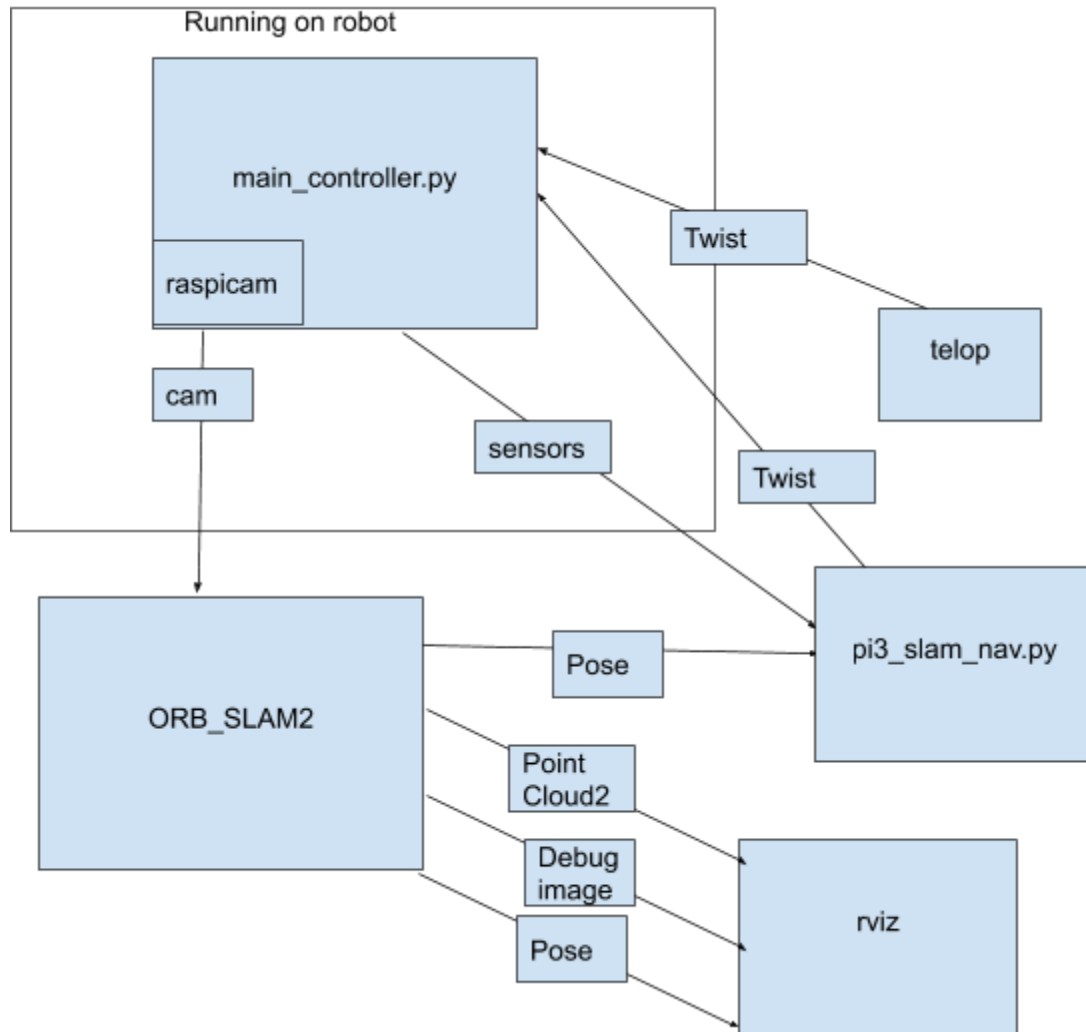 Running on robot
main_controller.py
raspicam
Twist
telop
cam
sensors
Twist
Pose
pi3_slam_nav.py
ORB_SLAM2
Point
Cloud2
Debug
image
Pose
rviz